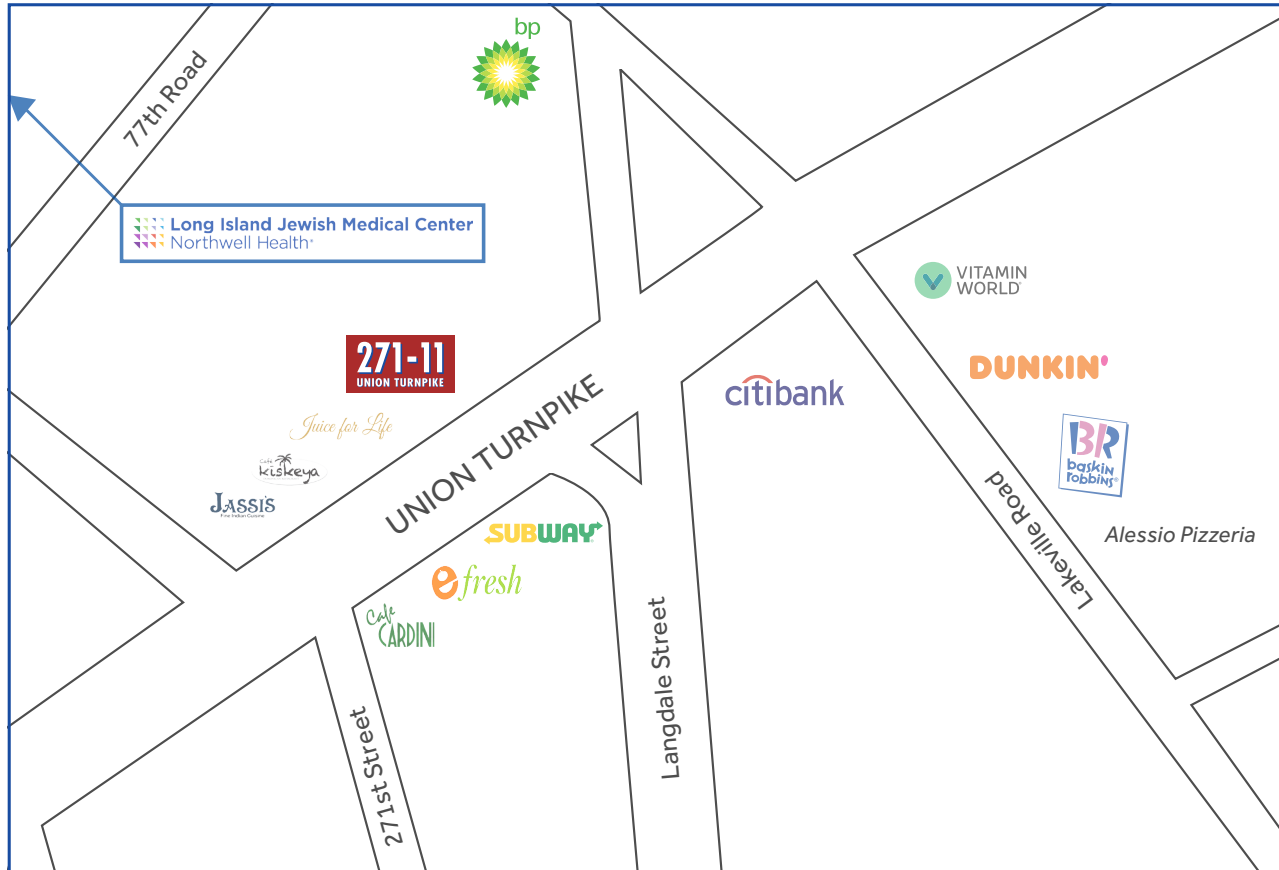 bp
77th Road
Long Island Jewish Medical Center
Northwell Health®
VITAMIN
WORLD®
271-11
UNION TURNPIKE
DUNKIN'
citibank
UNION TURNPIKE
Juice for Life
BR
baskin
robbins®
Cafe
kiskeya
JASSI'S
Fine Indian Cuisine
SUBWAY
Alessio Pizzeria
Lakeville Road
e fresh
Cafe
CARDINI
Langdale Street
271st Street